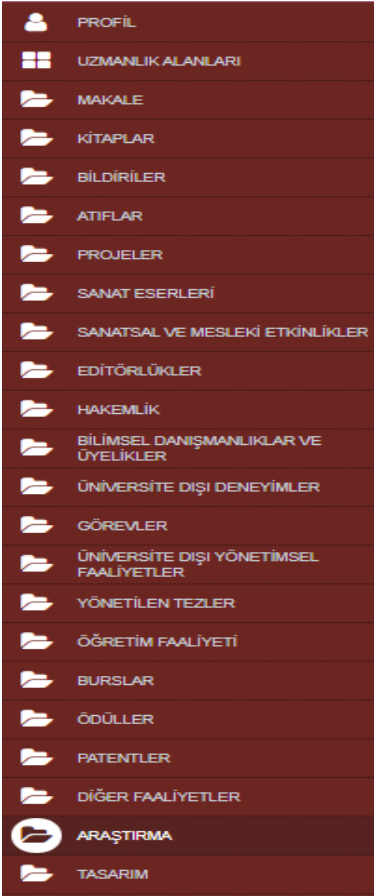 PROFİL
UZMANLIK ALANLARI
MAKALE
KİTAPLAR
BİLDİRİLER
ATIFLAR
PROJELER
SANAT ESERLERİ
SANATSAL VE MESLEKİ ETKİNLİKLER
EDİTÖRLÜKLER
HAKEMLİK
BİLİMSEL DANIŞMANLIKLAR VE
ÜYELİKLER
ÜNİVERSİTE DIŞI DENEYİMLER
GÖREVLER
ÜNİVERSİTE DIŞI YÖNETİMSEL
FAALİYETLER
YÖNETİLEN TEZLER
ÖĞRETİM FAALİYETİ
BURSLAR
ÖDÜLLER
PATENTLER
DİĞER FAALİYETLER
ARAŞTIRMA
TASARIM